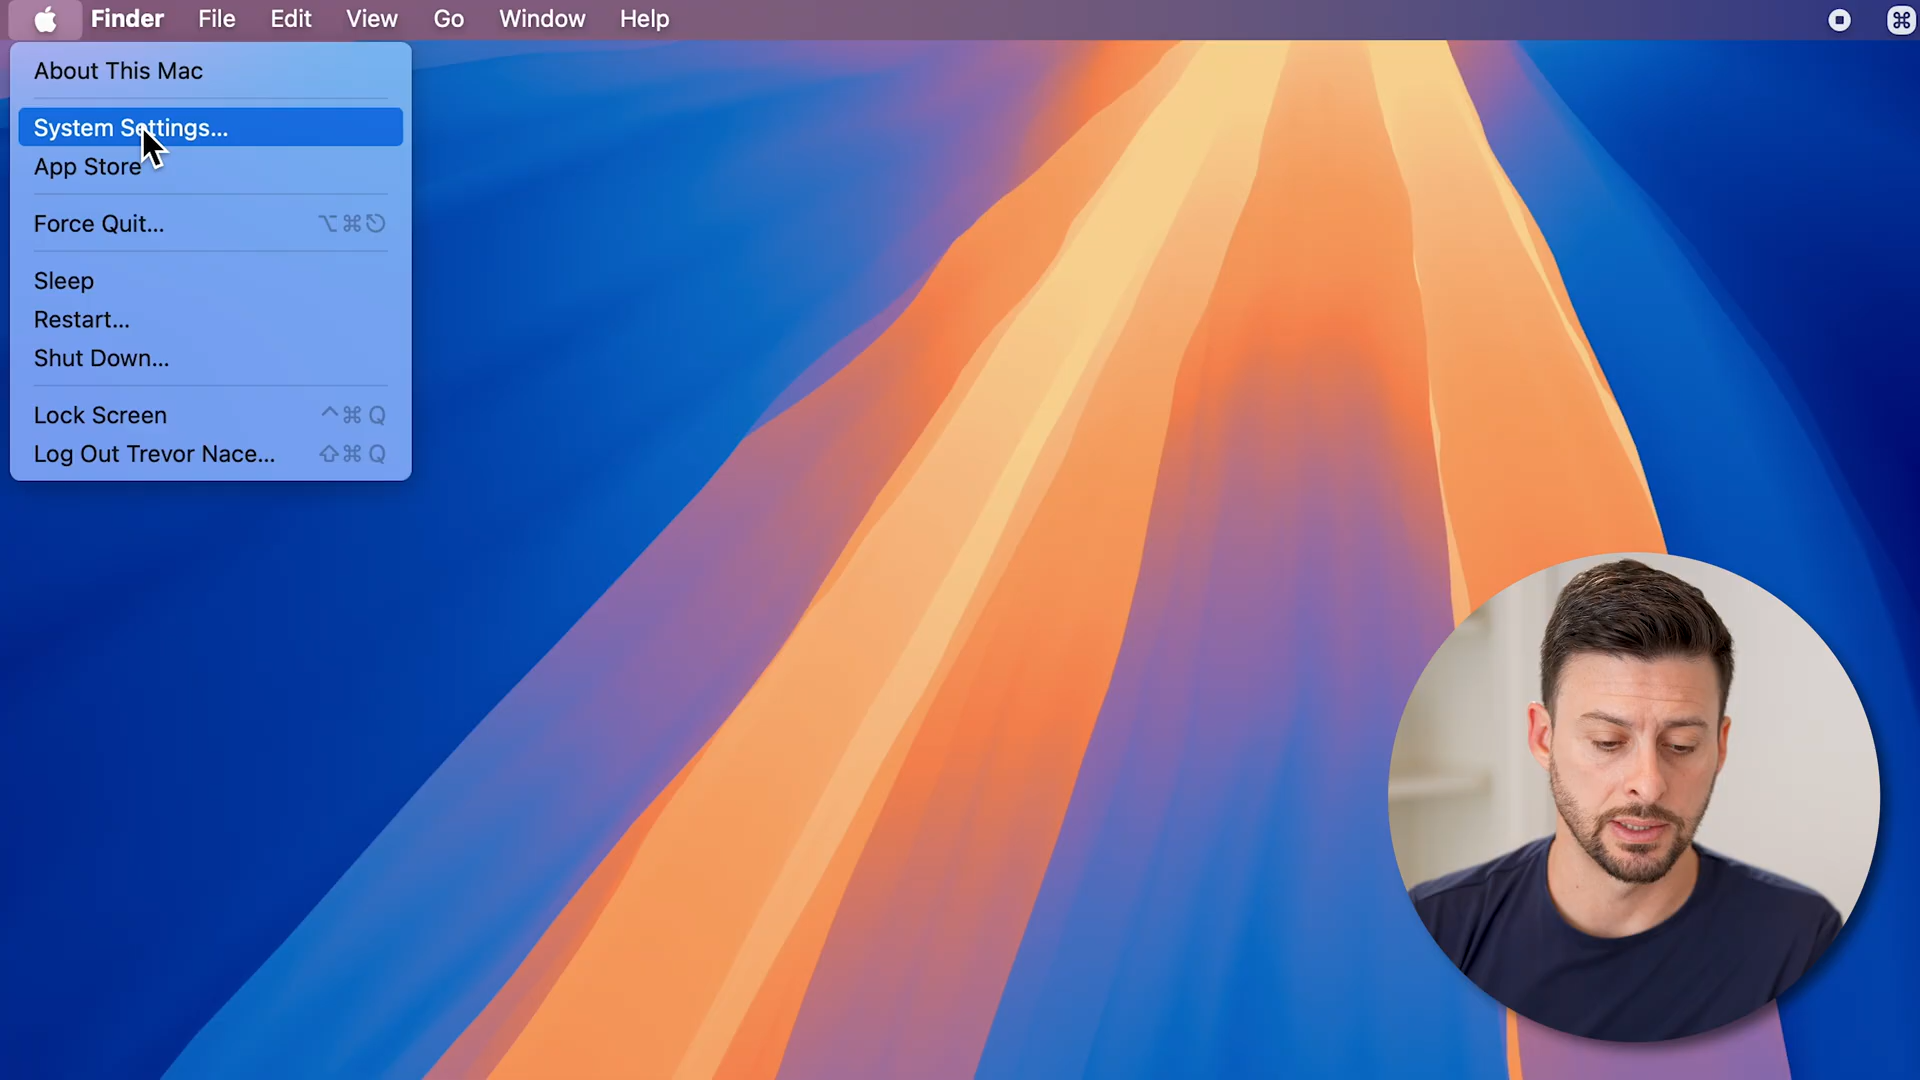 Finder File Edit View Go Window Help
About This Mac
System Settings...
App Store
Force Quit... ⌥⌘⎋
Sleep
Restart...
Shut Down...
Lock Screen ^⌘Q
Log Out Trevor Nace... ⇧⌘Q